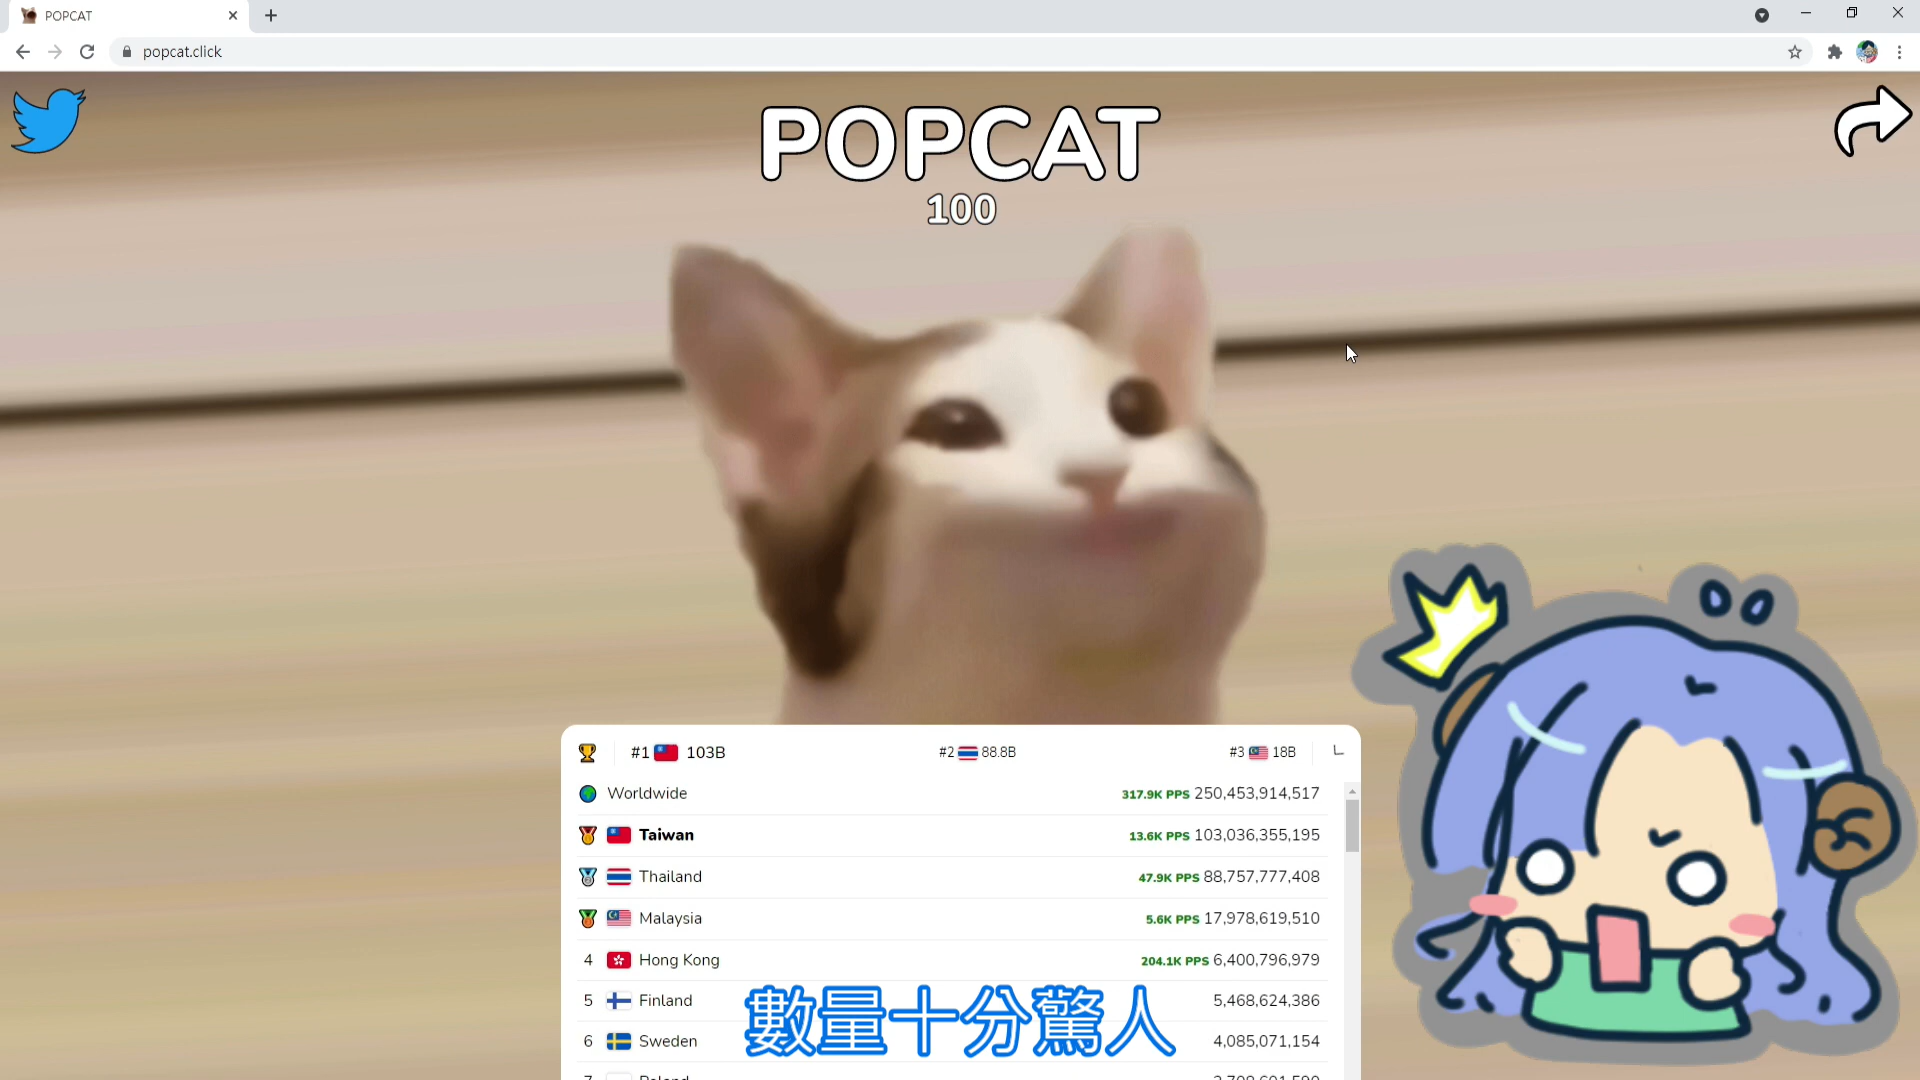 POPCAT
popcat.click
POPCAT
100
#1 103B #2 88.8B #3 18B
Worldwide 317.9K PPS 250,453,914,517
Taiwan 13.6K PPS 103,036,355,195
Thailand 47.9K PPS 88,757,777,408
Malaysia 5.6K PPS 17,978,619,510
4 Hong Kong 204.1K PPS 6,400,796,979
5 Finland 5,468,624,386
6 Sweden 4,085,071,154
數量十分驚人